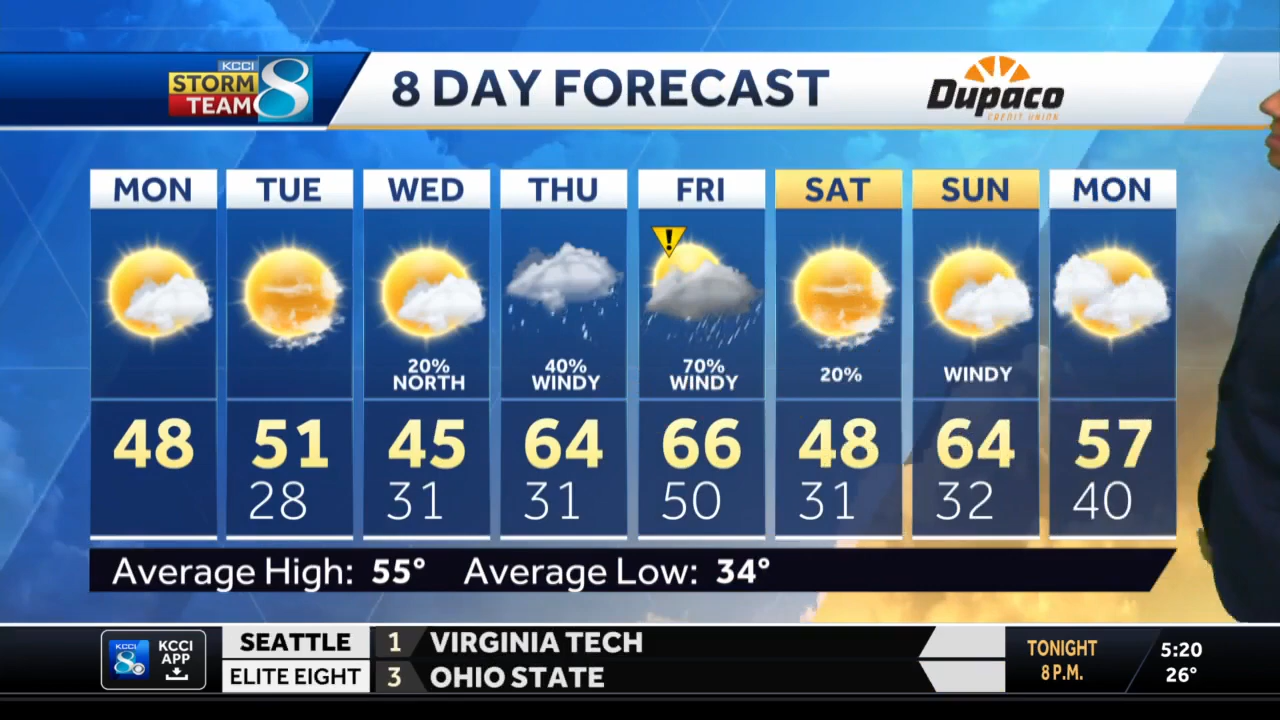 KCCI
STORM
TEAM 8
8 DAY FORECAST
Dupaco
CREDIT UNION
MON TUE WED THU FRI SAT SUN MON
!
20% NORTH
40% WINDY
70% WINDY
20%
WINDY
48 51 45 64 66 48 64 57
28 31 31 50 31 32 40
Average High: 55° Average Low: 34°
KCCI
8
KCCI
APP
SEATTLE 1 VIRGINIA TECH
ELITE EIGHT 3 OHIO STATE
TONIGHT
8 P.M.
5:20
26°